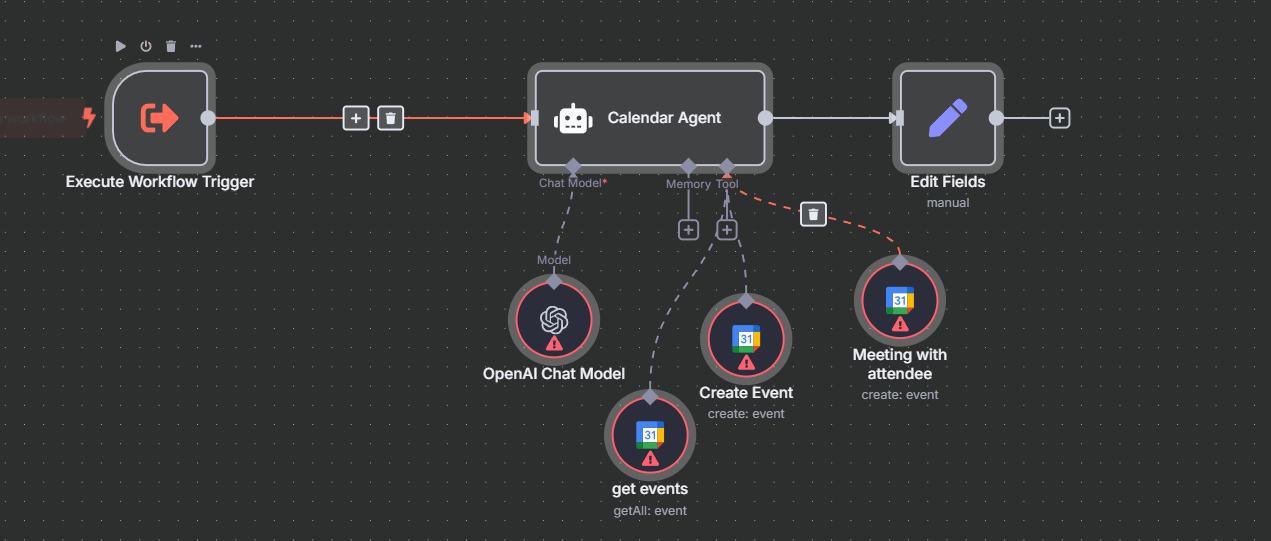 Execute Workflow Trigger
Calendar Agent
Chat Model*
Memory
Tool
Edit Fields
manual
Model
31
OpenAI Chat Model
31
Create Event
create: event
31
Meeting with
attendee
create: event
31
get events
getAll: event